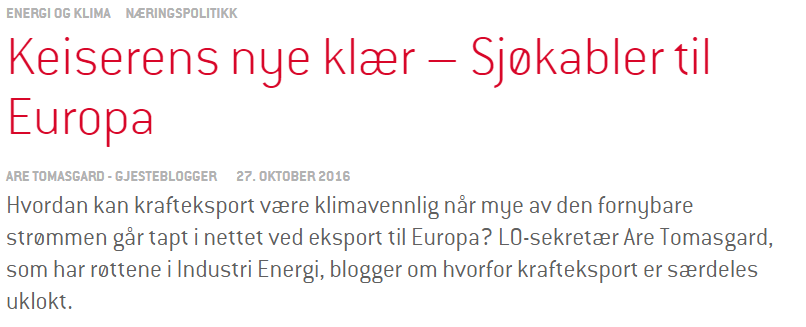 ENERGI OG KLIMA NÆRINGSPOLITIKK
Keiserens nye klær – Sjøkabler til
Europa
ARE TOMASGARD - GJESTEBLOGGER 27. OKTOBER 2016
Hvordan kan krafteksport være klimavennlig når mye av den fornybare
strømmen går tapt i nettet ved eksport til Europa? LO-sekretær Are Tomasgard,
som har røttene i Industri Energi, blogger om hvorfor krafteksport er særdeles
uklokt.